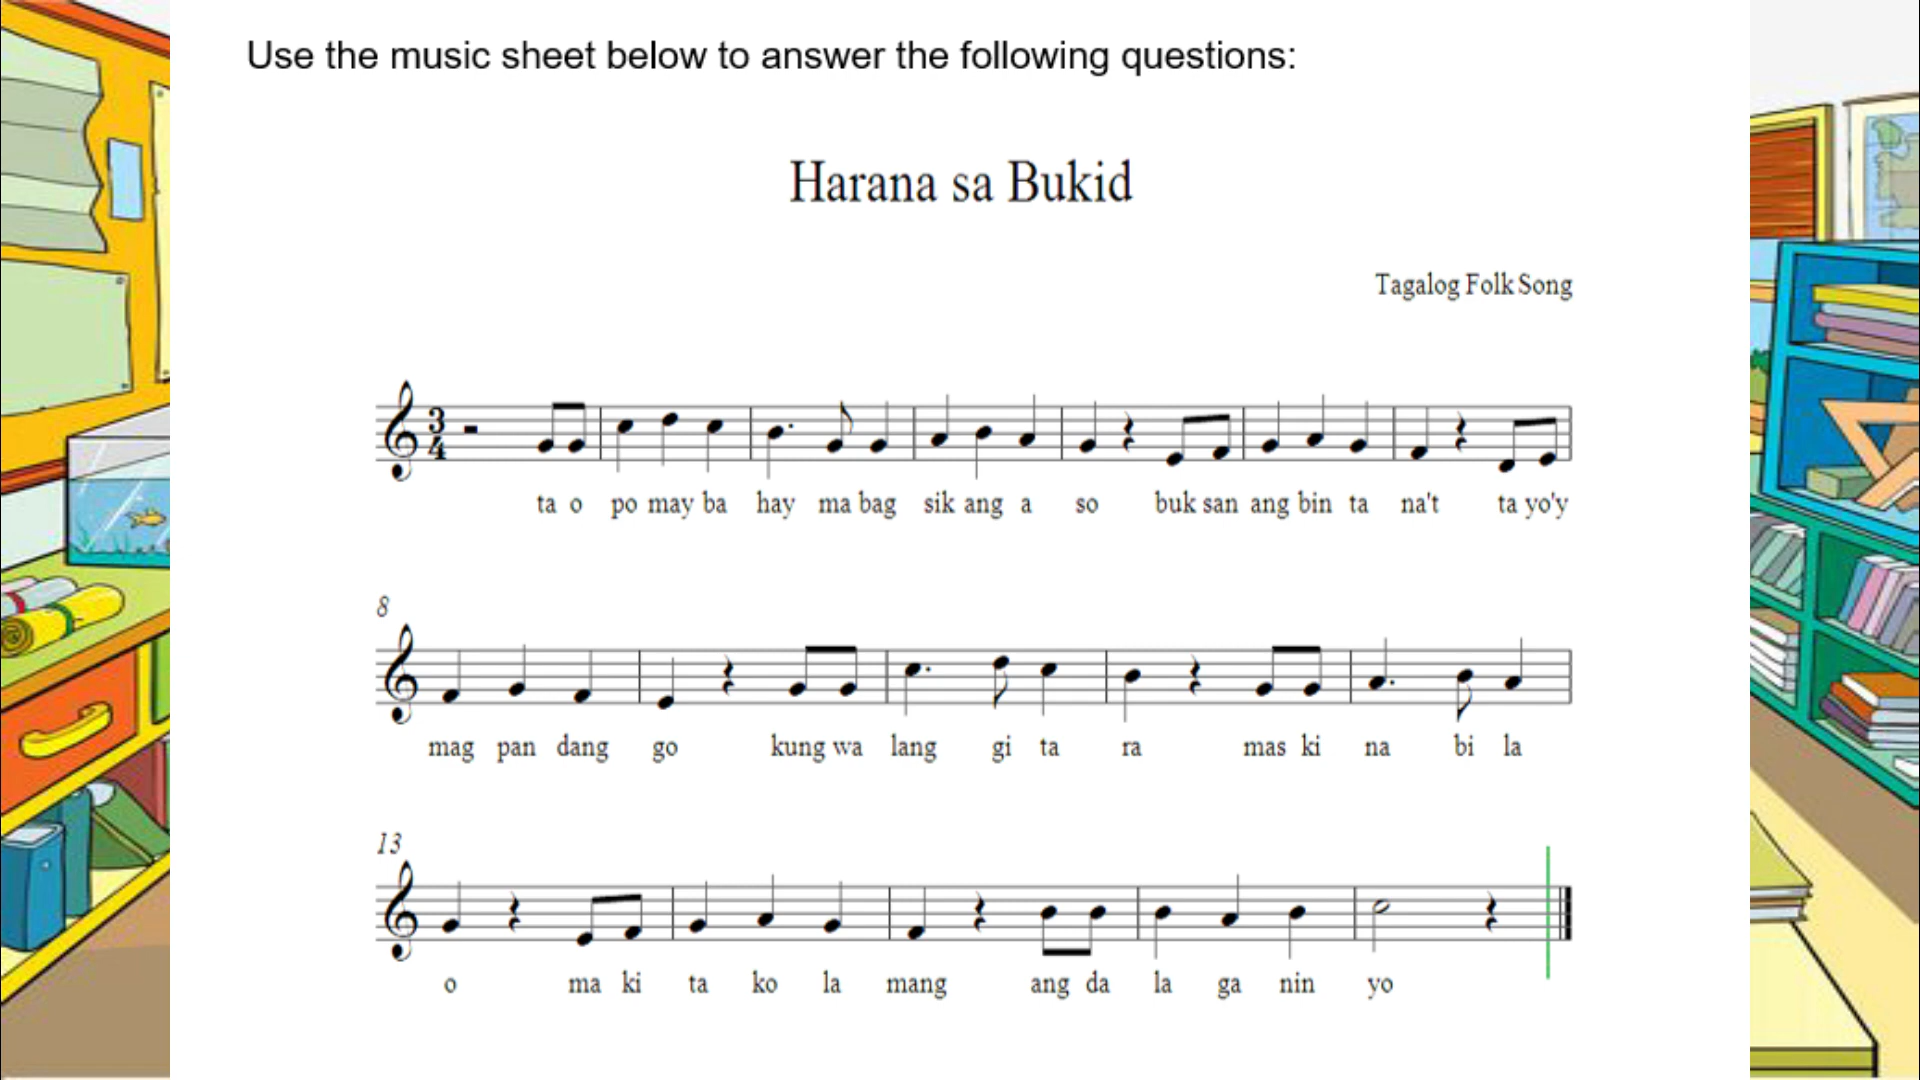 Use the music sheet below to answer the following questions:
Harana sa Bukid
Tagalog Folk Song
3
4
ta o po may ba hay ma bag sik ang a so buk san ang bin ta na't ta yo'y
8
mag pan dang go kung wa lang gi ta ra mas ki na bi la
13
o ma ki ta ko la mang ang da la ga nin yo